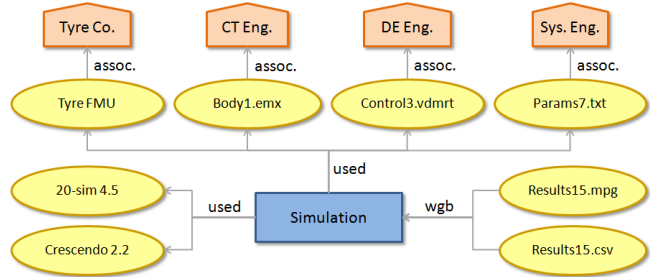 Tyre Co.
CT Eng.
DE Eng.
Sys. Eng.
assoc.
assoc.
assoc.
assoc.
Tyre FMU
Body1.emx
Control3.vdmrt
Params7.txt
used
20-sim 4.5
used
Simulation
wgb
Results15.mpg
Crescendo 2.2
Results15.csv